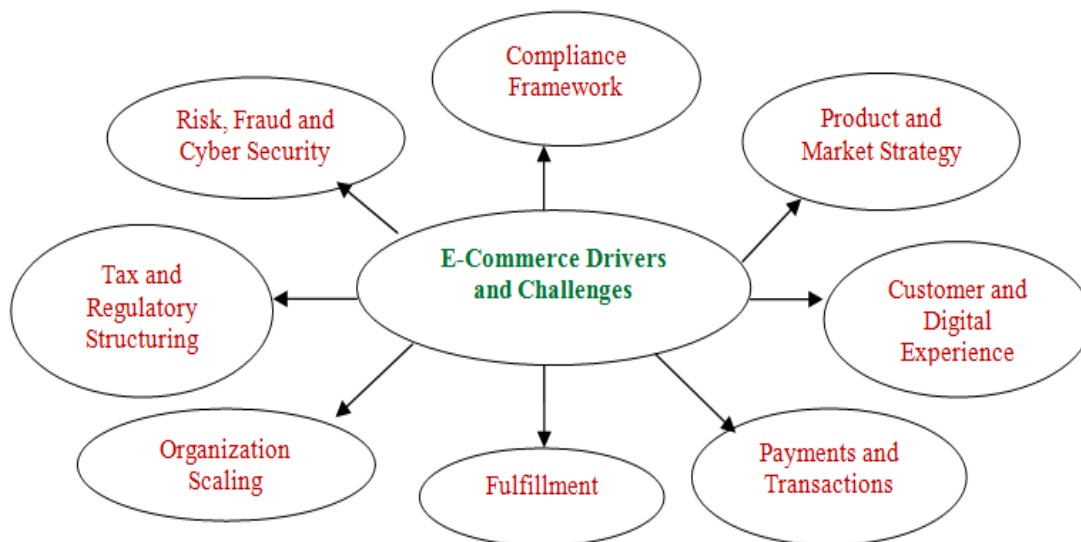 Compliance
Framework
Risk, Fraud and
Cyber Security
Product and
Market Strategy
E-Commerce Drivers
and Challenges
Tax and
Regulatory
Structuring
Customer and
Digital
Experience
Organization
Scaling
Fulfillment
Payments and
Transactions